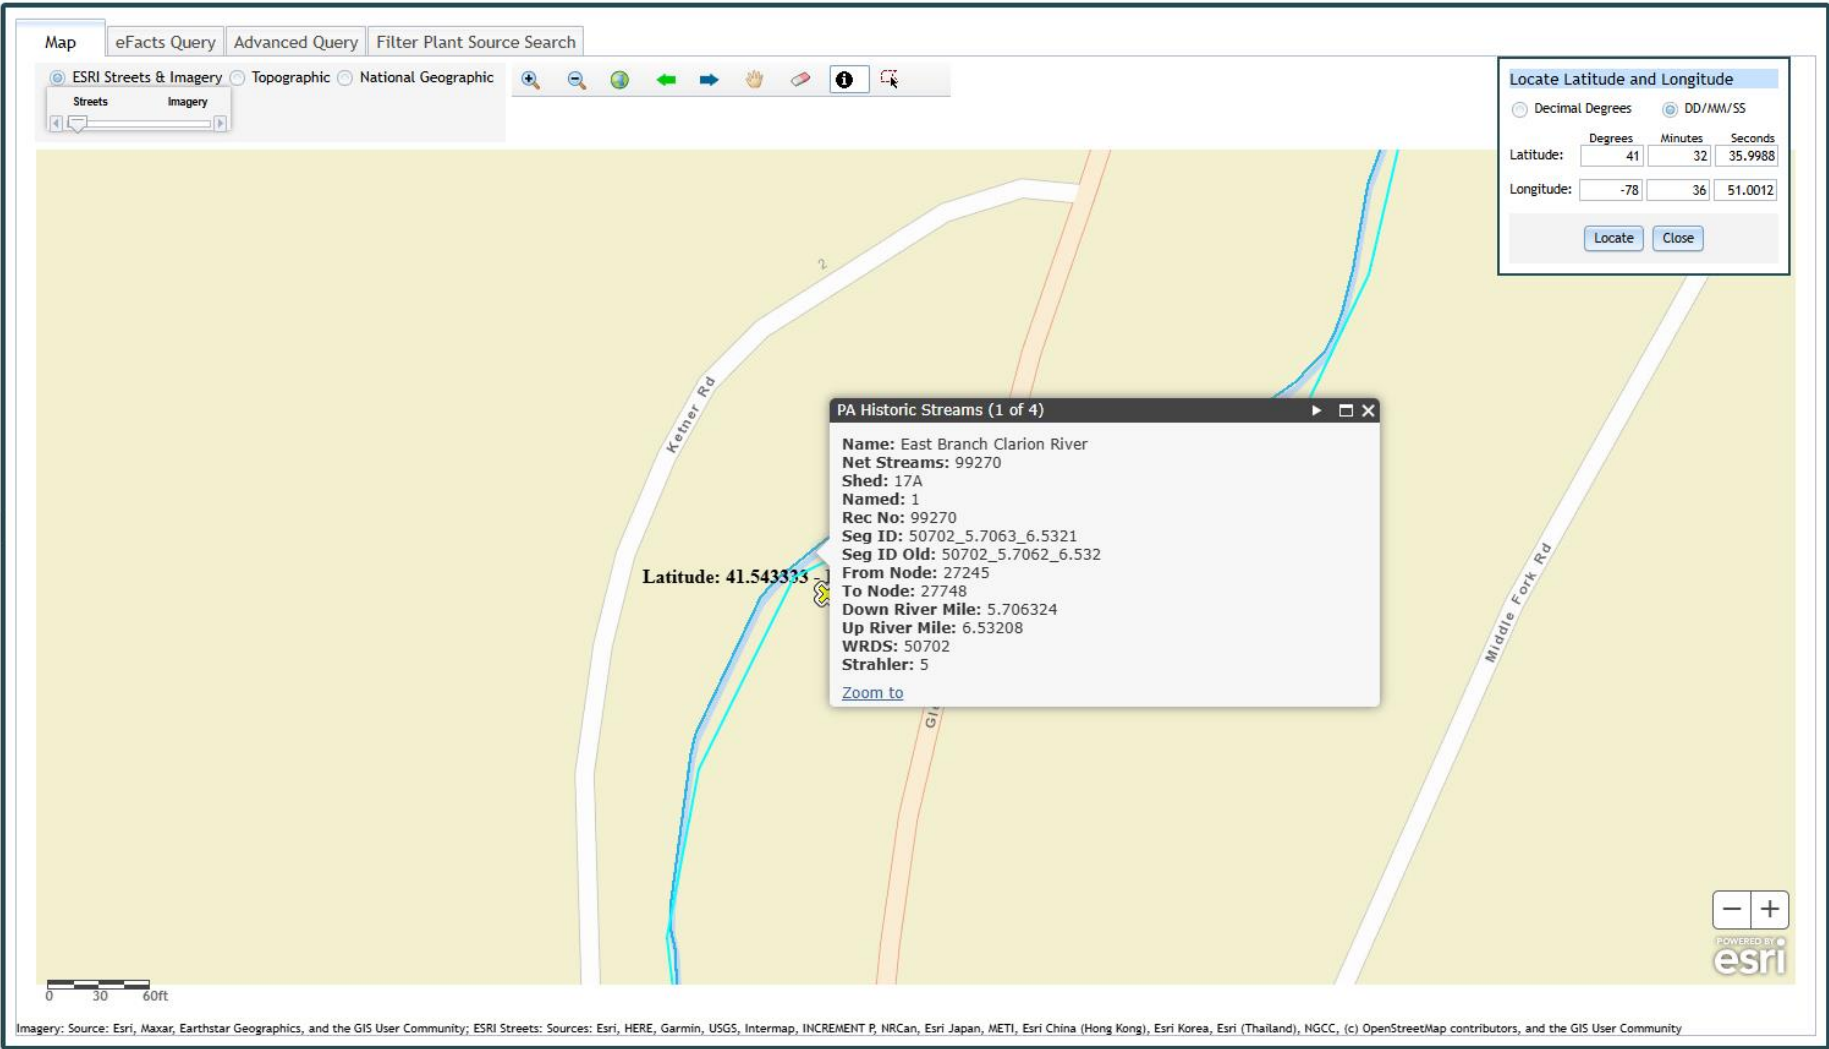 Map eFacts Query Advanced Query Filter Plant Source Search
ESRI Streets & Imagery Topographic National Geographic
Streets Imagery
Locate Latitude and Longitude
Decimal Degrees DD/MM/SS
Degrees Minutes Seconds
Latitude: 41 32 35.9988
Longitude: -78 36 51.0012
Locate Close
2
Ketner Rd
PA Historic Streams (1 of 4)
Name: East Branch Clarion River
Net Streams: 99270
Shed: 17A
Named: 1
Rec No: 99270
Seg ID: 50702_5.7063_6.5321
Seg ID Old: 50702_5.7062_6.532
From Node: 27245
To Node: 27748
Down River Mile: 5.706324
Up River Mile: 6.53208
WRDS: 50702
Strahler: 5
Zoom to
Latitude: 41.543333 -
Middle Fork Rd
POWERED BY
esri
0 30 60ft
Imagery: Source: Esri, Maxar, Earthstar Geographics, and the GIS User Community; ESRI Streets: Sources: Esri, HERE, Garmin, USGS, Intermap, INCREMENT P, NRCan, Esri Japan, METI, Esri China (Hong Kong), Esri Korea, Esri (Thailand), NGCC, (c) OpenStreetMap contributors, and the GIS User Community